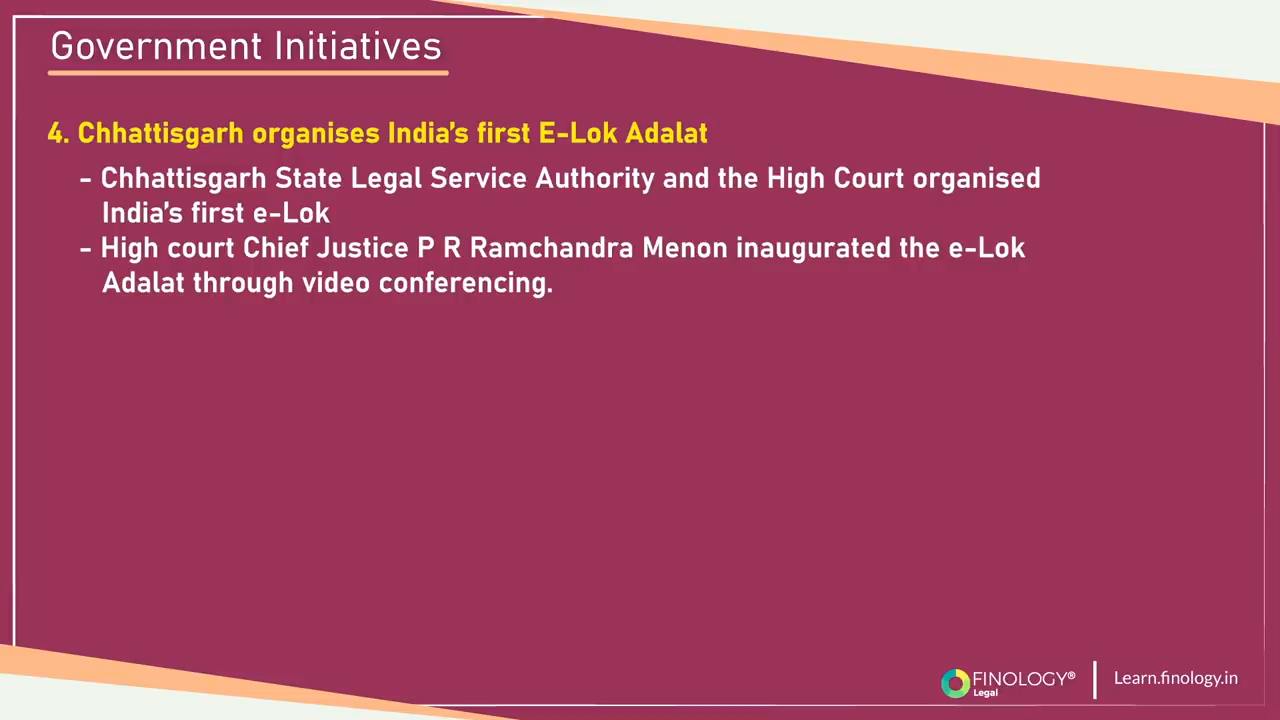 Government Initiatives
4. Chhattisgarh organises India's first E-Lok Adalat
- Chhattisgarh State Legal Service Authority and the High Court organised
India's first e-Lok
- High court Chief Justice P R Ramchandra Menon inaugurated the e-Lok
Adalat through video conferencing.
FINOLOGY®
Legal
Learn.finology.in